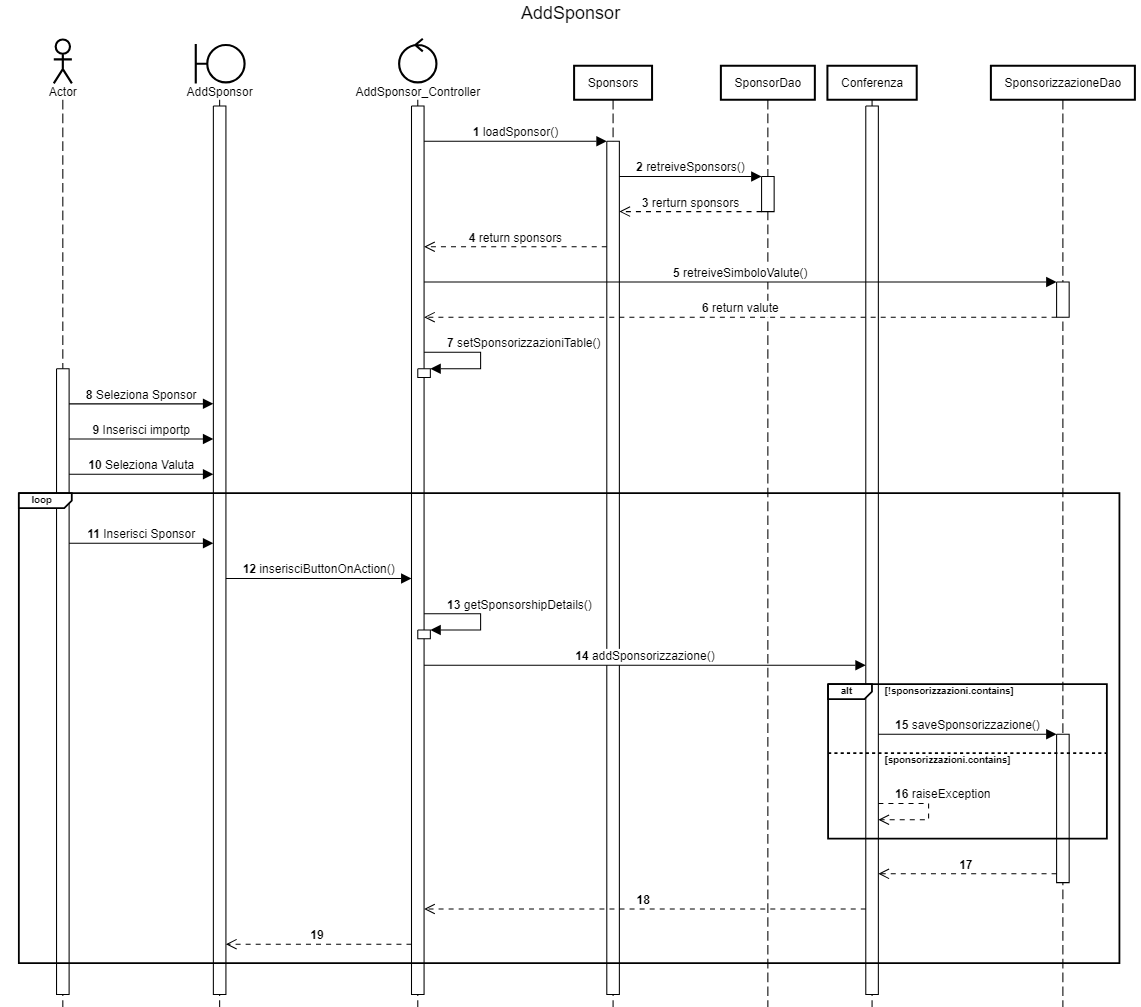 AddSponsor
Actor
AddSponsor
AddSponsor_Controller
Sponsors
SponsorDao
Conferenza
SponsorizzazioneDao
1 loadSponsor()
2 retreiveSponsors()
3 rerturn sponsors
4 return sponsors
5 retreiveSimboloValute()
6 return valute
7 setSponsorizzazioniTable()
8 Seleziona Sponsor
9 Inserisci importp
10 Seleziona Valuta
loop
11 Inserisci Sponsor
12 inserisciButtonOnAction()
13 getSponsorshipDetails()
14 addSponsorizzazione()
alt
[!sponsorizzazioni.contains]
15 saveSponsorizzazione()
[sponsorizzazioni.contains]
16 raiseException
17
18
19